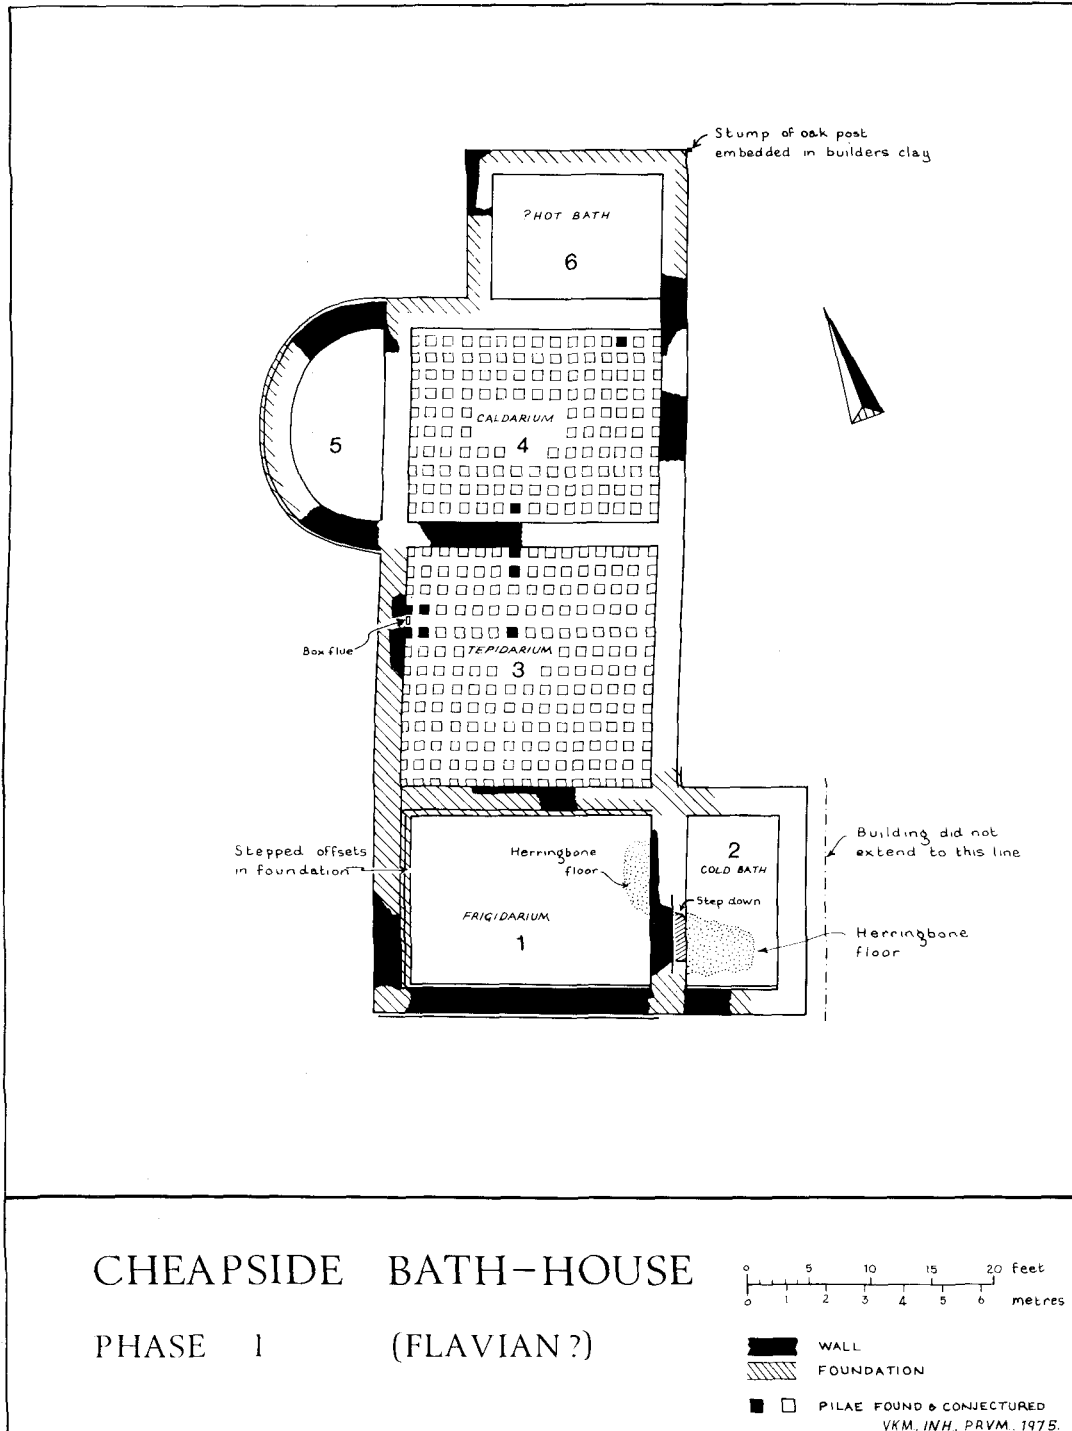 Stump of oak post
embedded in builders clay
?HOT BATH
6
CALDARIUM
4
5
Box flue
TEPIDARIUM
3
Stepped offsets
in foundation
Herringbone
floor
2
COLD BATH
Step down
Building did not
extend to this line
FRIGIDARIUM
1
Herringbone
floor
CHEAPSIDE BATH-HOUSE
PHASE 1 (FLAVIAN?)
0 5 10 15 20 feet
0 1 2 3 4 5 6 metres
WALL
FOUNDATION
PILAE FOUND & CONJECTURED
VKM. INH. PRVM. 1975.